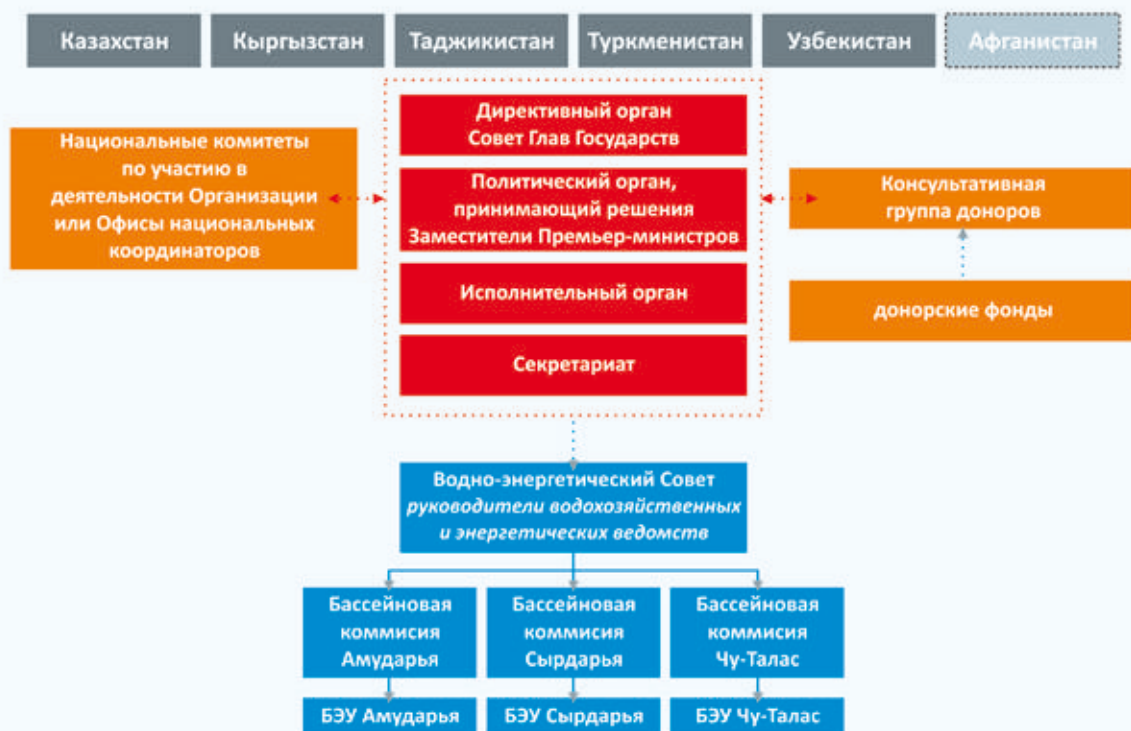 Казахстан
Кыргызстан
Таджикистан
Туркменистан
Узбекистан
Афганистан
Директивный орган
Совет Глав Государств
Национальные комитеты
по участию в
деятельности Организации
или Офисы национальных
координаторов
Политический орган,
принимающий решения
Заместители Премьер-министров
Консультативная
группа доноров
Исполнительный орган
донорские фонды
Секретариат
Водно-энергетический Совет
руководители водохозяйственных
и энергетических ведомств
Бассейновая
коммисия
Амударья
Бассейновая
коммисия
Сырдарья
Бассейновая
коммисия
Чу-Талас
БЭУ Амударья
БЭУ Сырдарья
БЭУ Чу-Талас